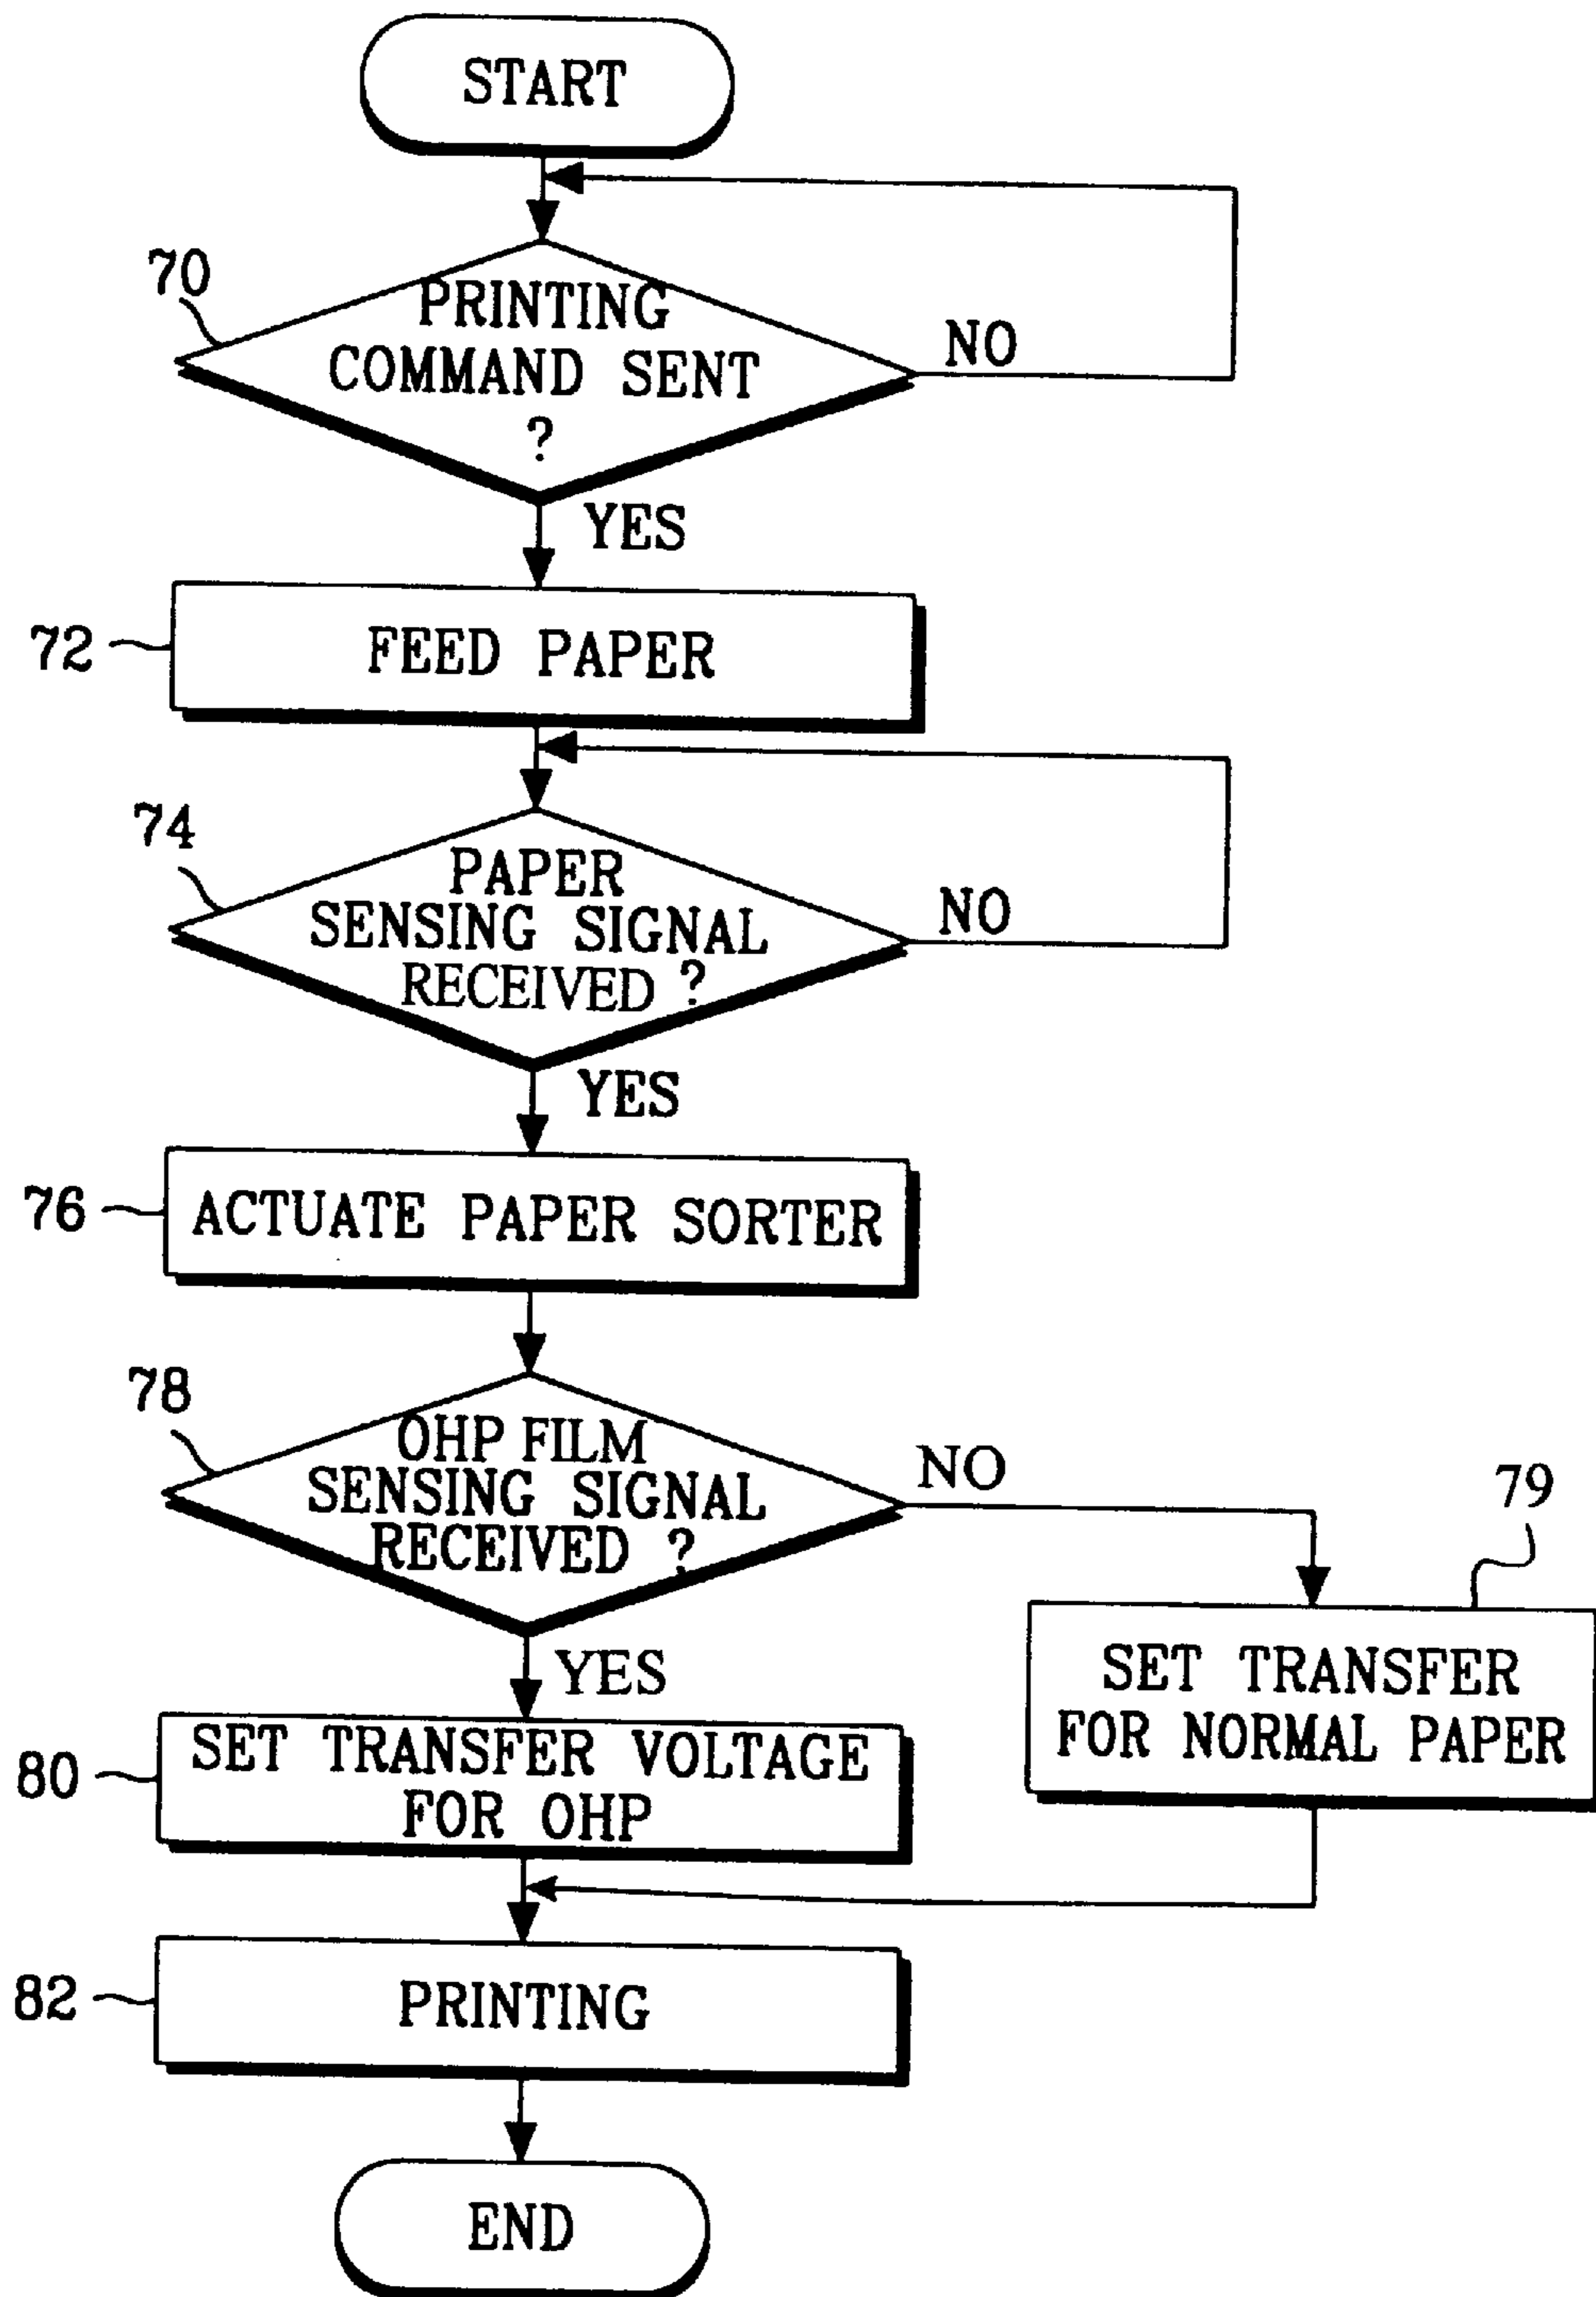 START
70
PRINTING
COMMAND SENT
?
NO
YES
72
FEED PAPER
74
PAPER
SENSING SIGNAL
RECEIVED ?
NO
YES
76
ACTUATE PAPER SORTER
78
OHP FILM
SENSING SIGNAL
RECEIVED ?
NO
79
YES
SET TRANSFER
FOR NORMAL PAPER
80
SET TRANSFER VOLTAGE
FOR OHP
82
PRINTING
END